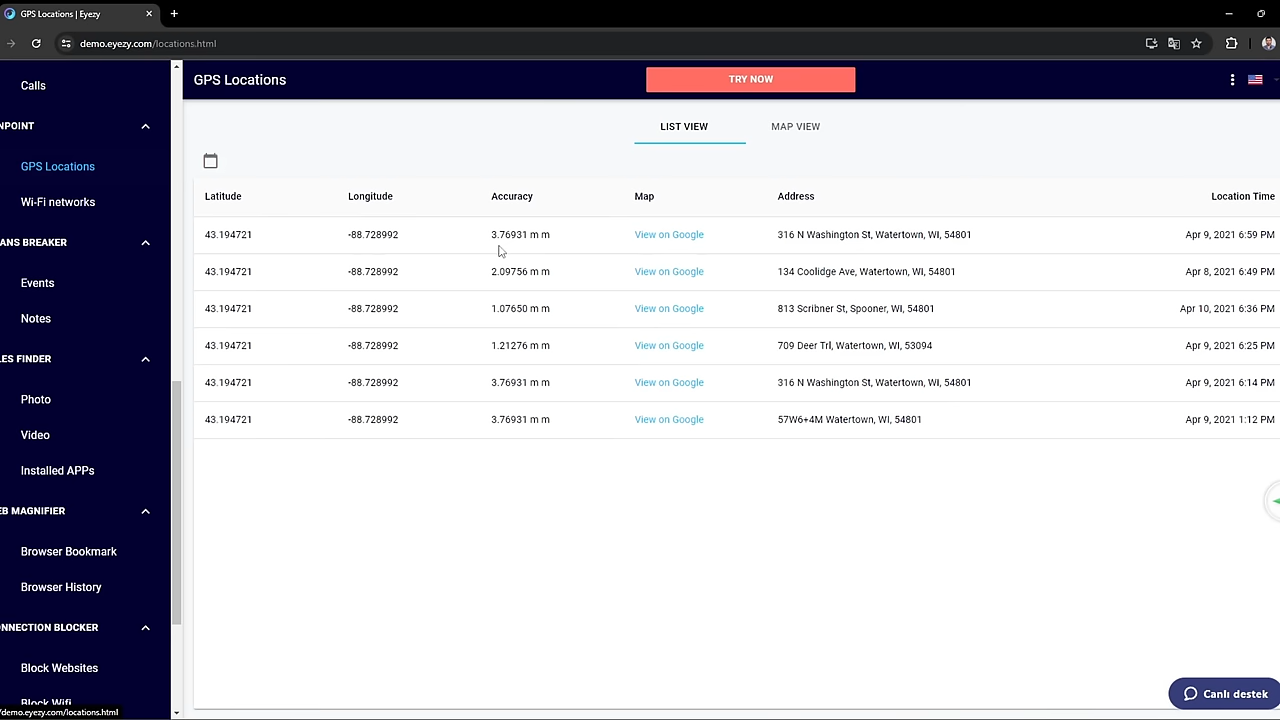 GPS Locations | Eyezy
demo.eyezy.com/locations.html
Calls
NPOINT
GPS Locations
Wi-Fi networks
ANS BREAKER
Events
Notes
LES FINDER
Photo
Video
Installed APPs
EB MAGNIFIER
Browser Bookmark
Browser History
ONNECTION BLOCKER
Block Websites
Block Wifi
/demo.eyezy.com/locations.html
GPS Locations
TRY NOW
LIST VIEW MAP VIEW
Latitude Longitude Accuracy Map Address Location Time
43.194721 -88.728992 3.76931 m m View on Google 316 N Washington St, Watertown, WI, 54801 Apr 9, 2021 6:59 PM
43.194721 -88.728992 2.09756 m m View on Google 134 Coolidge Ave, Watertown, WI, 54801 Apr 8, 2021 6:49 PM
43.194721 -88.728992 1.07650 m m View on Google 813 Scribner St, Spooner, WI, 54801 Apr 10, 2021 6:36 PM
43.194721 -88.728992 1.21276 m m View on Google 709 Deer Trl, Watertown, WI, 53094 Apr 9, 2021 6:25 PM
43.194721 -88.728992 3.76931 m m View on Google 316 N Washington St, Watertown, WI, 54801 Apr 9, 2021 6:14 PM
43.194721 -88.728992 3.76931 m m View on Google 57W6+4M Watertown, WI, 54801 Apr 9, 2021 1:12 PM
Canlı destek